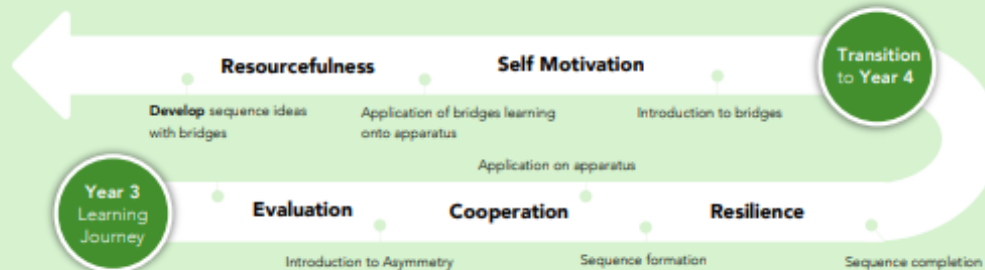 Resourcefulness
Self Motivation
Transition
to Year 4
Develop sequence ideas
with bridges
Application of bridges learning
onto apparatus
Introduction to bridges
Application on apparatus
Year 3
Learning
Journey
Evaluation
Cooperation
Resilience
Introduction to Asymmetry
Sequence formation
Sequence completion